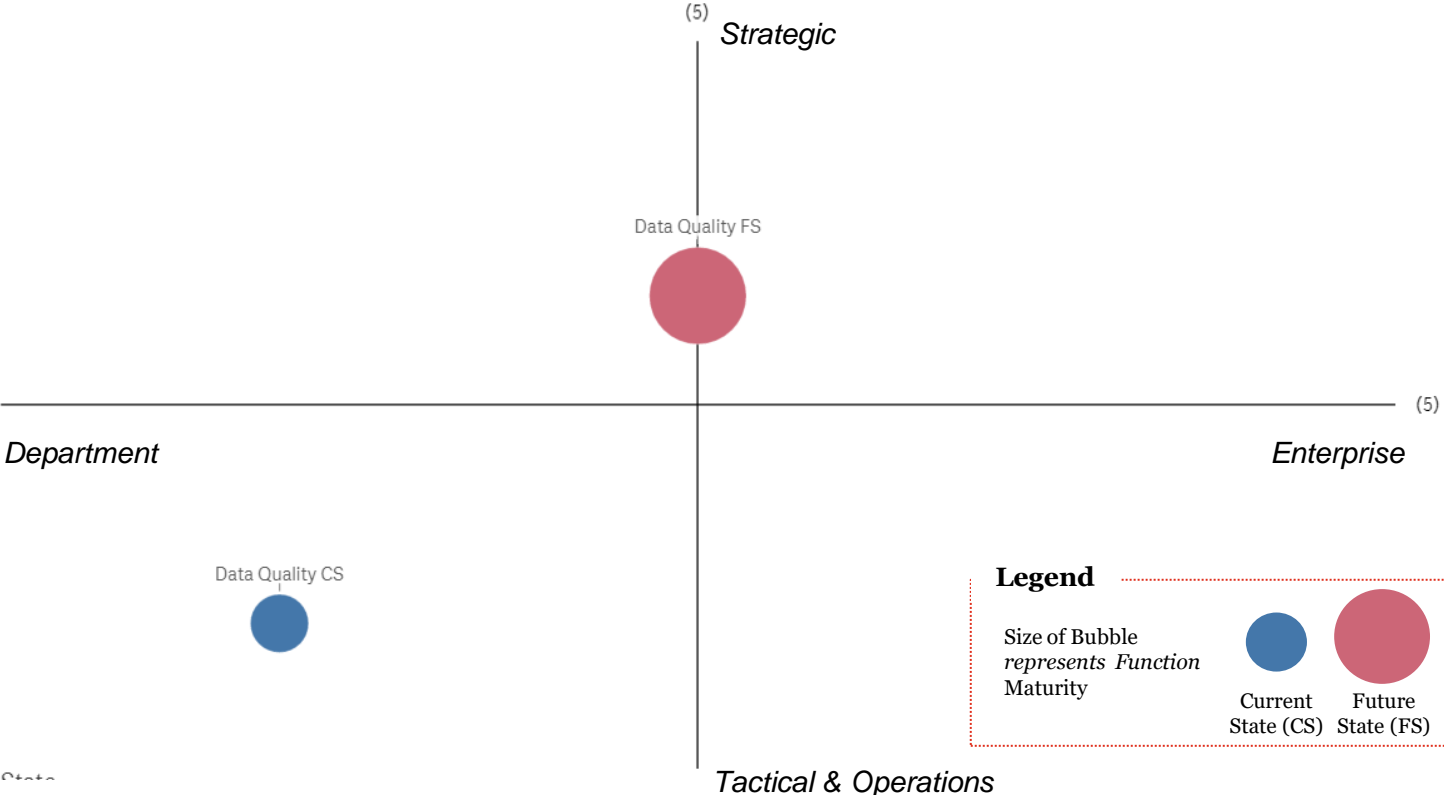 (5)
Strategic
Data Quality FS
(5)
Department
Enterprise
Data Quality CS
Legend
Size of Bubble
represents Function
Maturity
Current
State (CS)
Future
State (FS)
State
Tactical & Operations